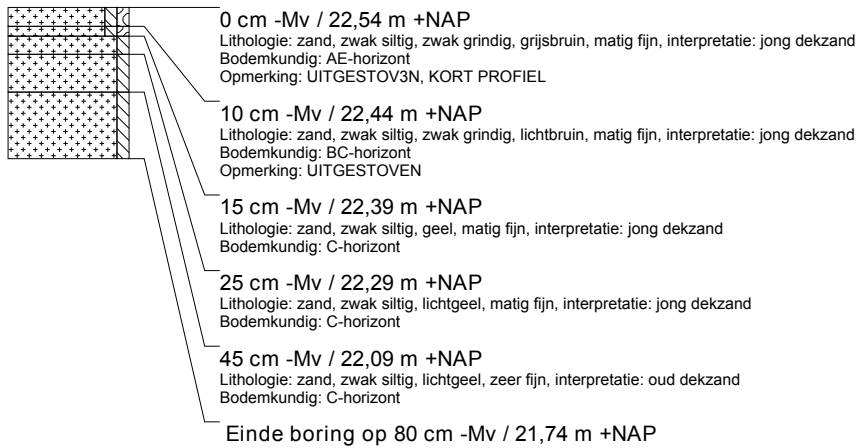 0 cm -Mv / 22,54 m +NAP
Lithologie: zand, zwak siltig, zwak grindig, grijsbruin, matig fijn, interpretatie: jong dekzand
Bodemkundig: AE-horizont
Opmerking: UITGESTOV3N, KORT PROFIEL
10 cm -Mv / 22,44 m +NAP
Lithologie: zand, zwak siltig, zwak grindig, lichtbruin, matig fijn, interpretatie: jong dekzand
Bodemkundig: BC-horizont
Opmerking: UITGESTOVEN
15 cm -Mv / 22,39 m +NAP
Lithologie: zand, zwak siltig, geel, matig fijn, interpretatie: jong dekzand
Bodemkundig: C-horizont
25 cm -Mv / 22,29 m +NAP
Lithologie: zand, zwak siltig, lichtgeel, matig fijn, interpretatie: jong dekzand
Bodemkundig: C-horizont
45 cm -Mv / 22,09 m +NAP
Lithologie: zand, zwak siltig, lichtgeel, zeer fijn, interpretatie: oud dekzand
Bodemkundig: C-horizont
Einde boring op 80 cm -Mv / 21,74 m +NAP